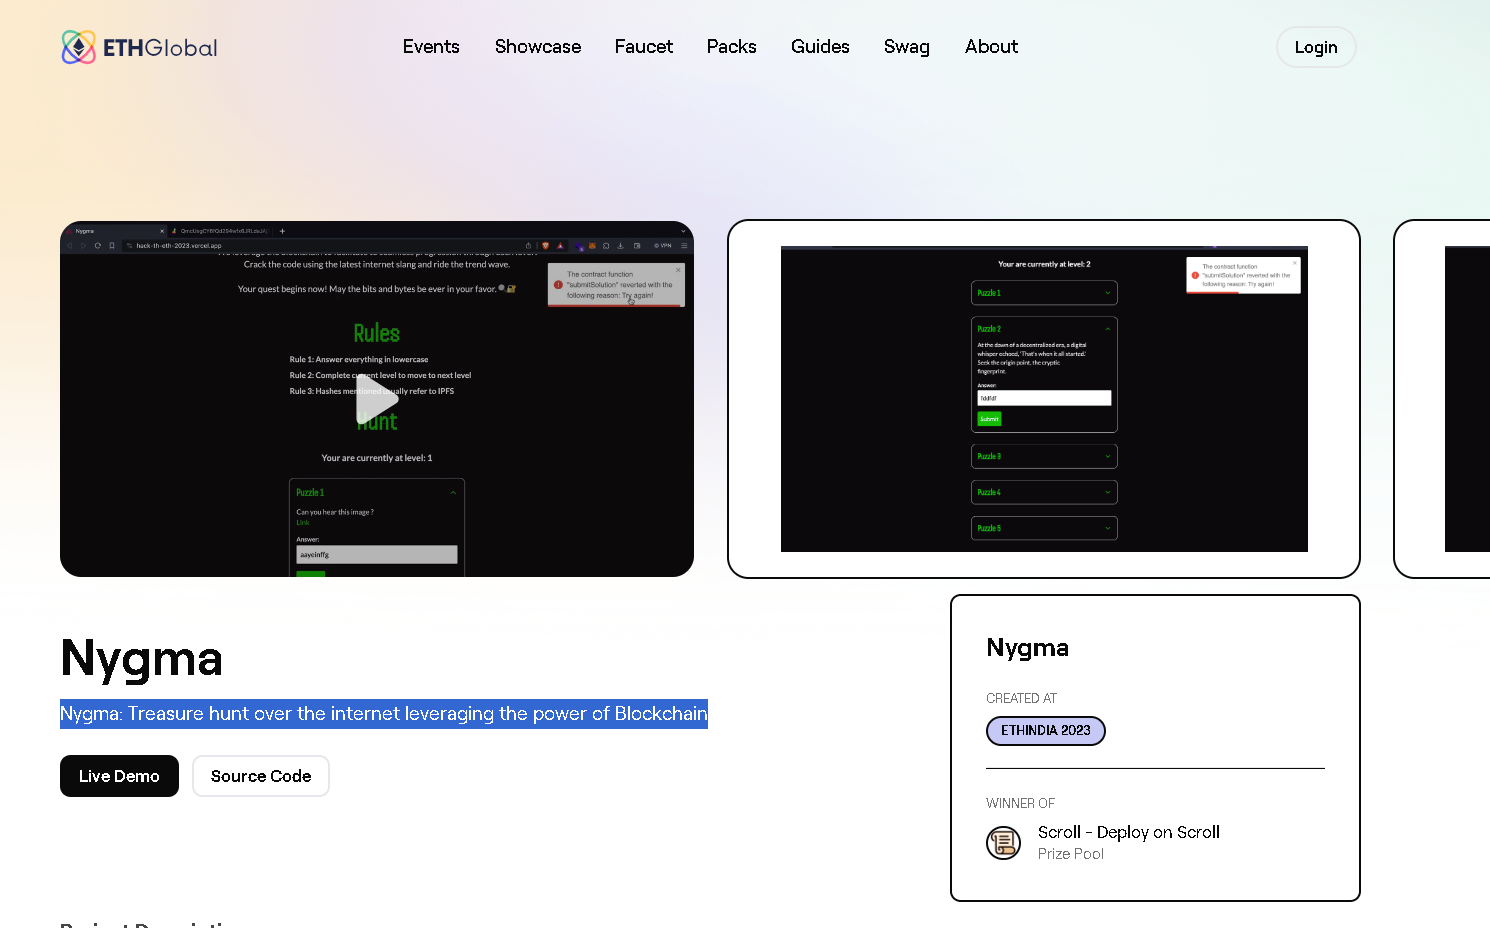 ETHGlobal
Events
Showcase
Faucet
Packs
Guides
Swag
About
Login
Nygma
hack-th-eth-2023.vercel.app
VPN
Crack the code using the latest internet slang and ride the trend wave.
Your quest begins now! May the bits and bytes be ever in your favor.
The contract function
"submitSolution" reverted with the
following reason: Try again!
Rules
Rule 1: Answer everything in lowercase
Rule 2: Complete current level to move to next level
Rule 3: Hashes mentioned usually refer to IPFS
Hunt
Your are currently at level: 1
Puzzle 1
Can you hear this image ?
Link
Answer:
aayeinffg
Your are currently at level: 2
The contract function
"submitSolution" reverted with the
following reason: Try again!
Puzzle 1
Puzzle 2
At the dawn of a decentralized era, a digital
whisper echoed, 'That's when it all started.'
Seek the origin point, the cryptic
fingerprint.
Answer:
Submit
Puzzle 3
Puzzle 4
Puzzle 5
Nygma
Nygma: Treasure hunt over the internet leveraging the power of Blockchain
Live Demo
Source Code
Nygma
CREATED AT
ETHINDIA 2023
WINNER OF
Scroll - Deploy on Scroll
Prize Pool